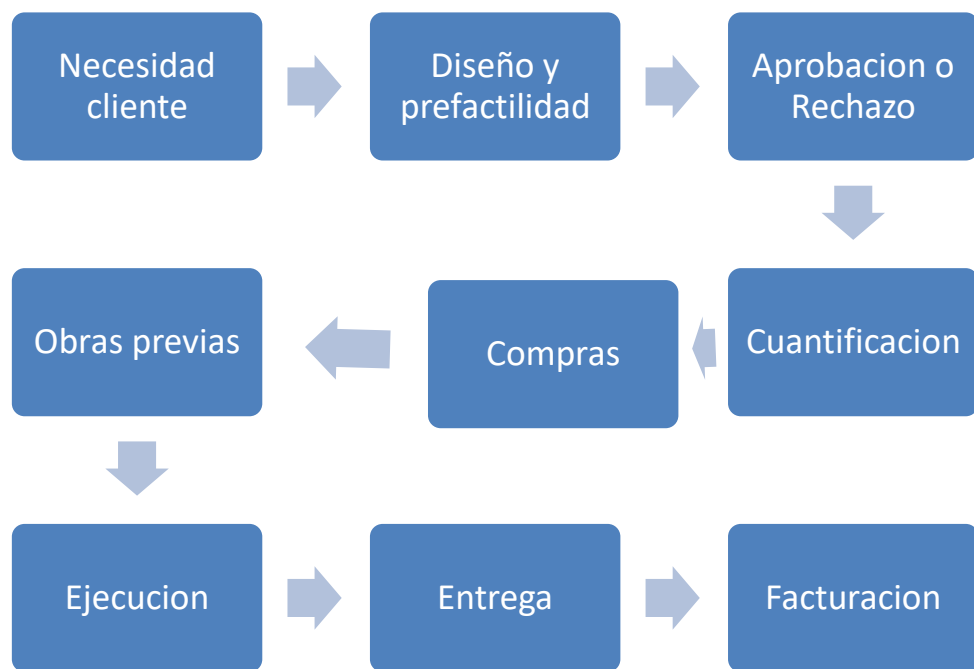 Necesidad
cliente
Diseño y
prefactilidad
Aprobacion o
Rechazo
Cuantificacion
Compras
Obras previas
Ejecucion
Entrega
Facturacion